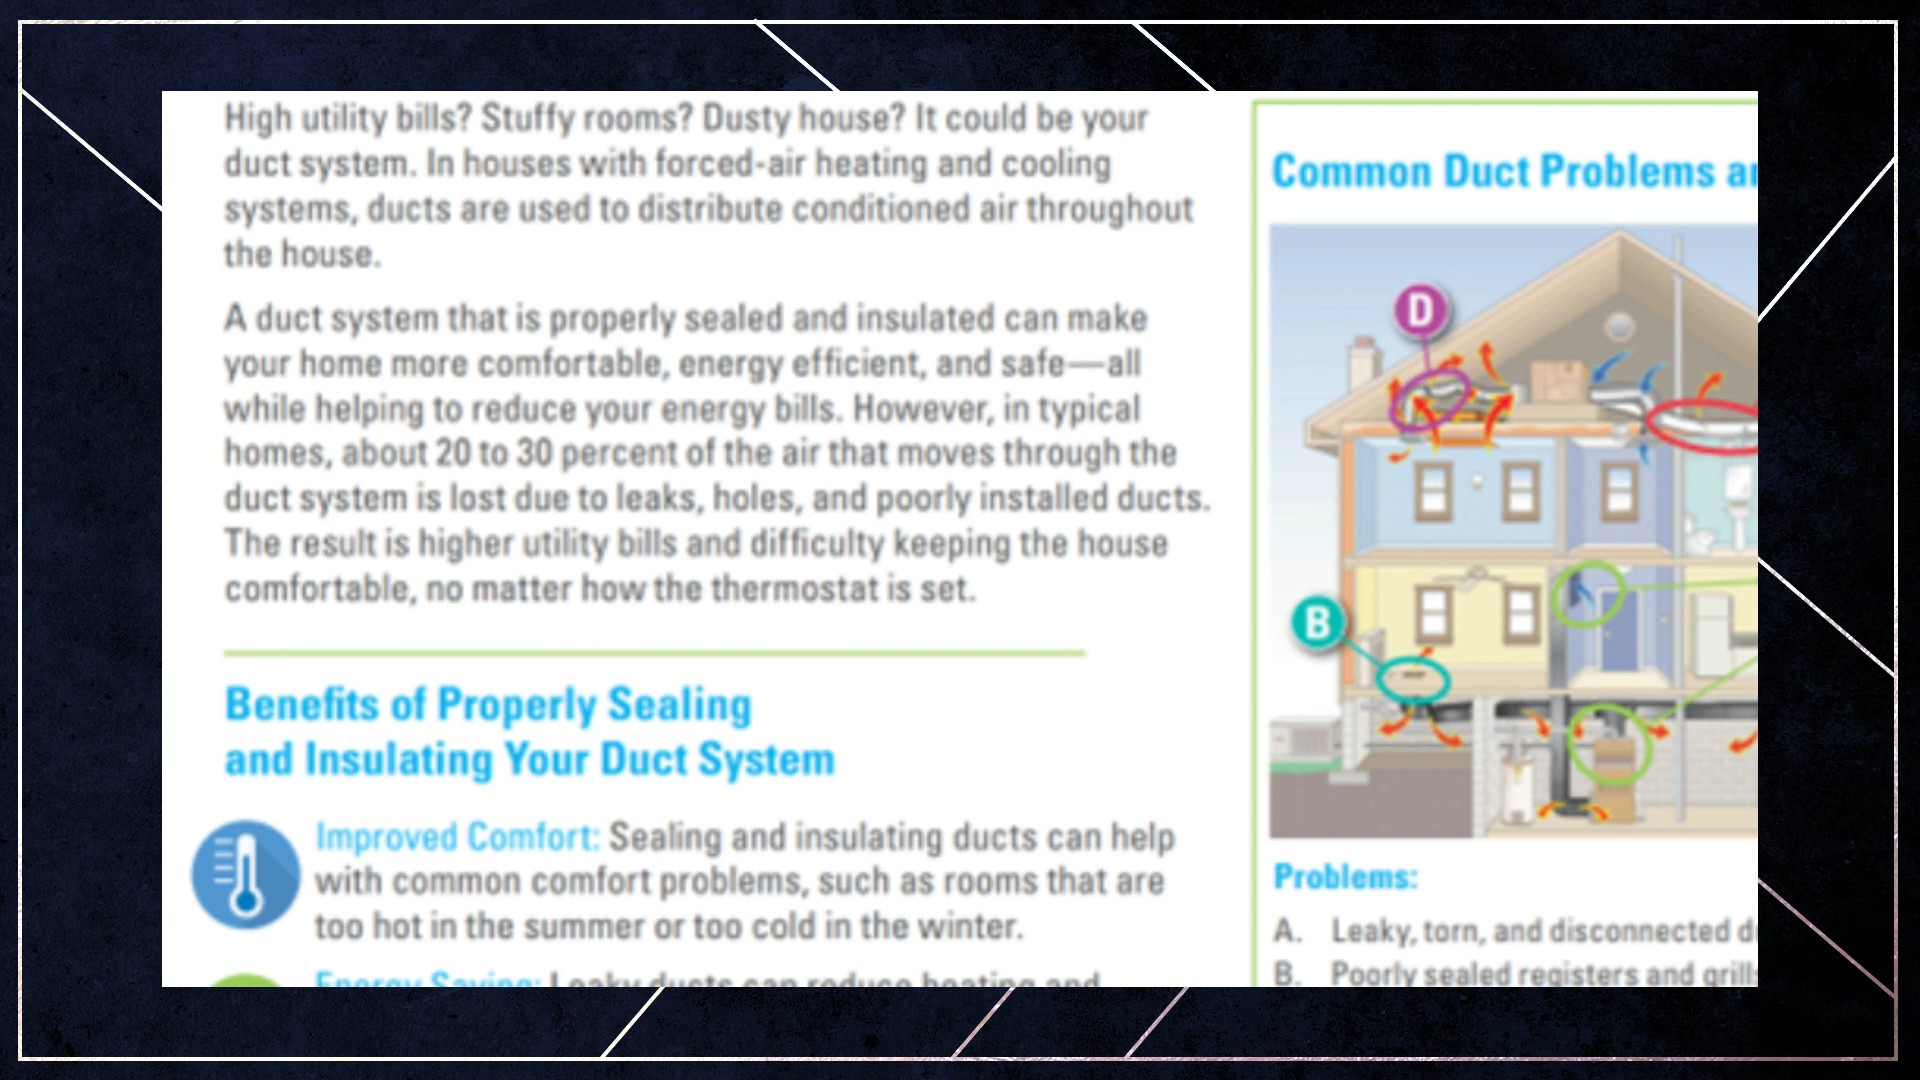 High utility bills? Stuffy rooms? Dusty house? It could be your
duct system. In houses with forced-air heating and cooling
systems, ducts are used to distribute conditioned air throughout
the house.
A duct system that is properly sealed and insulated can make
your home more comfortable, energy efficient, and safe—all
while helping to reduce your energy bills. However, in typical
homes, about 20 to 30 percent of the air that moves through the
duct system is lost due to leaks, holes, and poorly installed ducts.
The result is higher utility bills and difficulty keeping the house
comfortable, no matter how the thermostat is set.
Benefits of Properly Sealing
and Insulating Your Duct System
Improved Comfort: Sealing and insulating ducts can help
with common comfort problems, such as rooms that are
too hot in the summer or too cold in the winter.
Energy Saving: Leaky ducts can reduce heating and
Common Duct Problems
D
B
Problems:
A. Leaky, torn, and disconnected
B. Poorly sealed registers and